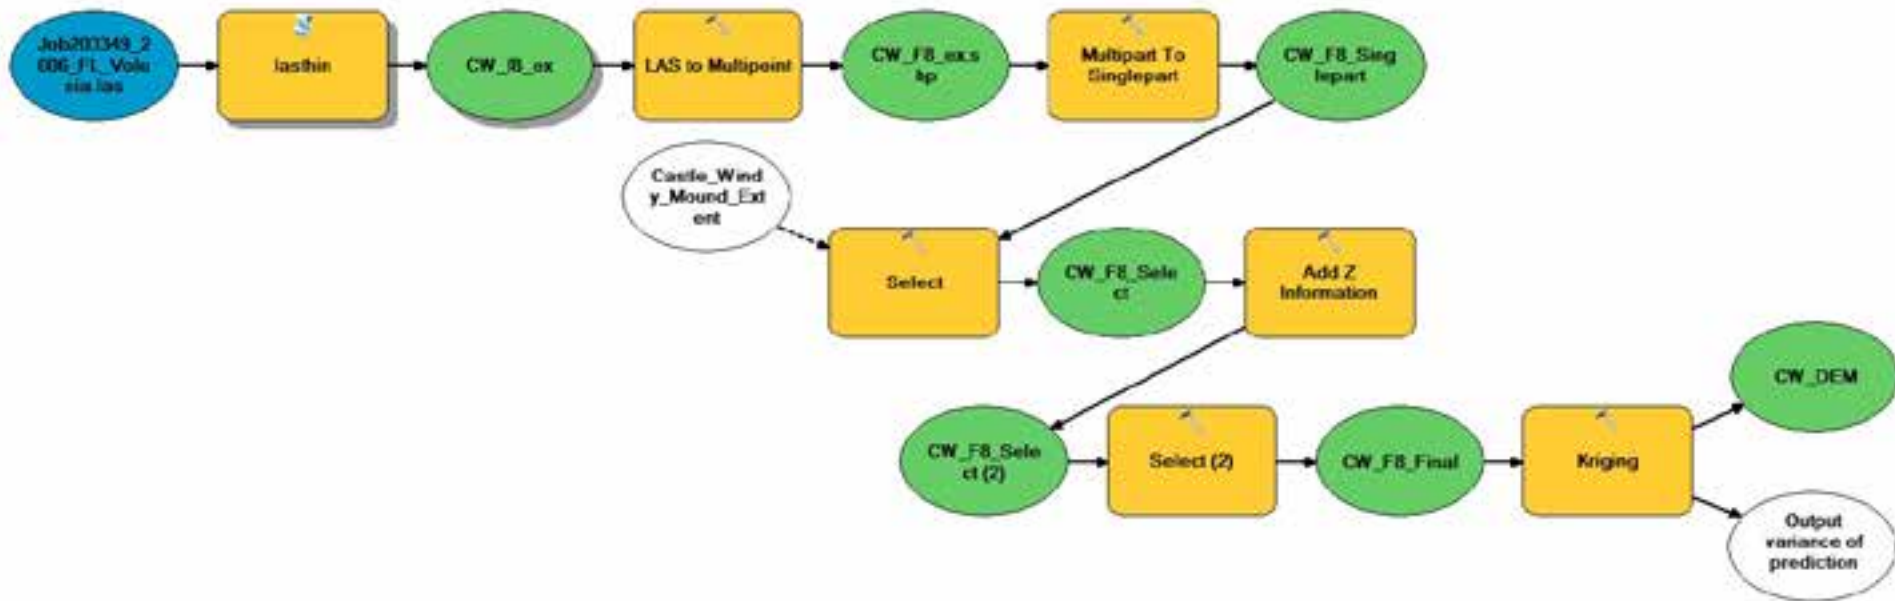 Job203349_2
006_FL_Volu
sia.las
lasthin
CW_f8_ex
LAS to Multipoint
CW_F8_ex.s
hp
Multipart To
Singlepart
CW_F8_Sing
lepart
Castle_Wind
y_Mound_Ext
ent
Select
CW_F8_Sele
ct
Add Z
Information
CW_F8_Sele
ct (2)
Select (2)
CW_F8_Final
Kriging
CW_DEM
Output
variance of
prediction